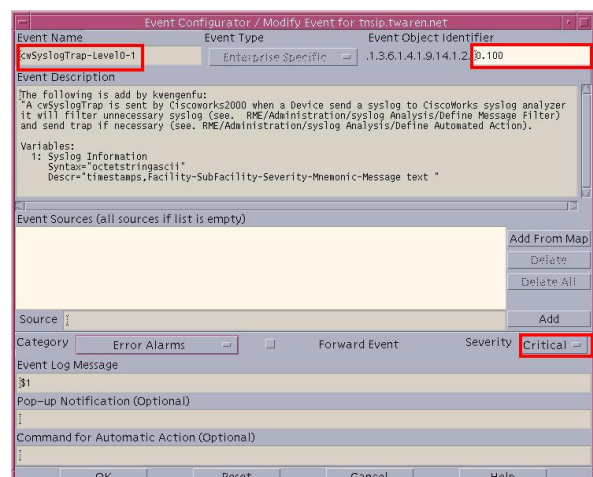 Event Configurator / Modify Event for tnsip.twaren.net
Event Name Event Type Event Object Identifier
cwSyslogTrap-Level0-1 Enterprise Specific .1.3.6.1.4.1.9.14.1.2. 0.100
Event Description
The following is add by kwengenfu:
"A cwSyslogTrap is sent by Ciscoworks2000 when a Device send a syslog to CiscoWorks syslog analyzer
it will filter unnecessary syslog (see. RME/Administration/syslog Analysis/Define Message Filter)
and send trap if necessary (see. RME/Administration/syslog Analysis/Define Automated Action).
Variables:
1: Syslog Information
Syntax="octetstringascii"
Descr="timestamps,Facility-SubFacility-Severity-Mnemonic-Message text "
Event Sources (all sources if list is empty)
Add From Map
Delete
Delete All
Source Add
Category Error Alarms Forward Event Severity Critical
Event Log Message
$1
Pop-up Notification (Optional)
Command for Automatic Action (Optional)
OK Reset Cancel Help